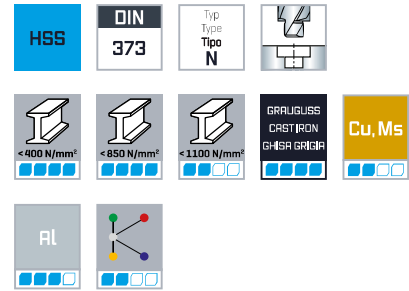 HSS
DIN
373
Typ
Type
Tipo
N
<400 N/mm²
<850 N/mm²
<1100 N/mm²
GRAUGUSS
CAST IRON
GHISA GRIGIA
Cu, Ms
Al